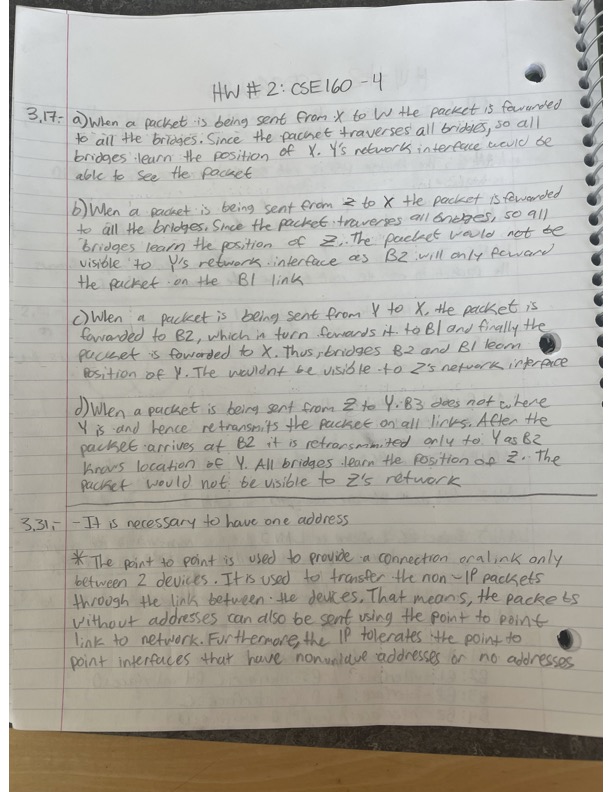 HW # 2: CSE160 - 4
3.17:- a) When a packet is being sent from X to W the packet is fowarded
to all the bridges. Since the packet traverses all bridges, so all
bridges learn the position of X. Y's network interface would be
able to see the packet
b) When a packet is being sent from Z to X the packet is fowarded
to all the bridges. Since the packet traverses all bridges, so all
bridges learn the position of Z. The packet would not be
visible to Y's network interface as B2 will only foward
the packet on the B1 link
c) When a packet is being sent from Y to X, the packet is
fowarded to B2, which in turn fowards it to B1 and finally the
packet is fowarded to X. Thus, bridges B2 and B1 learn
position of Y. The wouldnt be visible to Z's network interface
d) When a packet is being sent from Z to Y. B3 does not where
Y is and hence retransmits the packet on all links. After the
packet arrives at B2 it is retransmitted only to Y as B2
knows location of Y. All bridges learn the position of Z. The
packet would not be visible to Z's network
3.31:- - It is necessary to have one address
* The point to point is used to provide a connection or a link only
between 2 devices. It is used to transfer the non-IP packets
through the link between the devices. That means, the packets
without addresses can also be sent using the point to point
link to network. Furthermore, the IP tolerates the point to
point interfaces that have nonunique addresses or no addresses